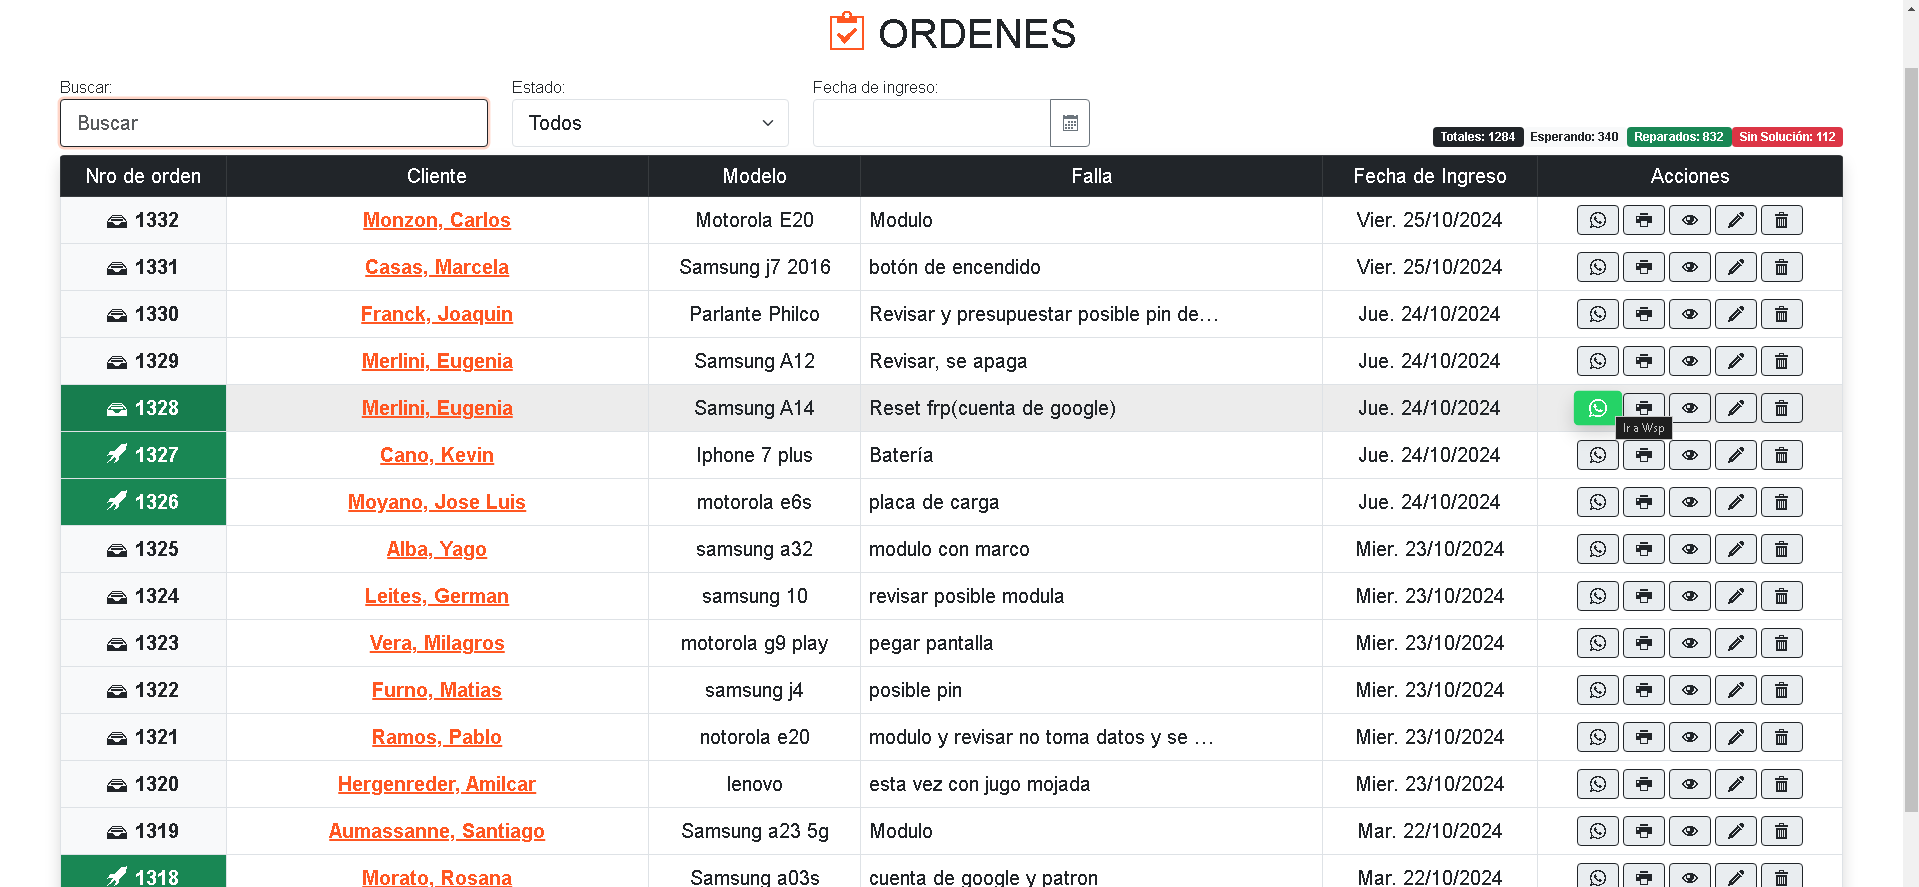 ORDENES
Buscar: Estado: Fecha de ingreso:
Buscar Todos
Totales: 1284 Esperando: 340 Reparados: 832 Sin Solución: 112
Nro de orden Cliente Modelo Falla Fecha de Ingreso Acciones
1332 Monzon, Carlos Motorola E20 Modulo Vier. 25/10/2024
1331 Casas, Marcela Samsung j7 2016 botón de encendido Vier. 25/10/2024
1330 Franck, Joaquin Parlante Philco Revisar y presupuestar posible pin de… Jue. 24/10/2024
1329 Merlini, Eugenia Samsung A12 Revisar, se apaga Jue. 24/10/2024
1328 Merlini, Eugenia Samsung A14 Reset frp(cuenta de google) Jue. 24/10/2024
Ir a Wsp
1327 Cano, Kevin Iphone 7 plus Batería Jue. 24/10/2024
1326 Moyano, Jose Luis motorola e6s placa de carga Jue. 24/10/2024
1325 Alba, Yago samsung a32 modulo con marco Mier. 23/10/2024
1324 Leites, German samsung 10 revisar posible modula Mier. 23/10/2024
1323 Vera, Milagros motorola g9 play pegar pantalla Mier. 23/10/2024
1322 Furno, Matias samsung j4 posible pin Mier. 23/10/2024
1321 Ramos, Pablo notorola e20 modulo y revisar no toma datos y se … Mier. 23/10/2024
1320 Hergenreder, Amilcar lenovo esta vez con jugo mojada Mier. 23/10/2024
1319 Aumassanne, Santiago Samsung a23 5g Modulo Mar. 22/10/2024
1318 Morato, Rosana Samsung a03s cuenta de google y patron Mar. 22/10/2024